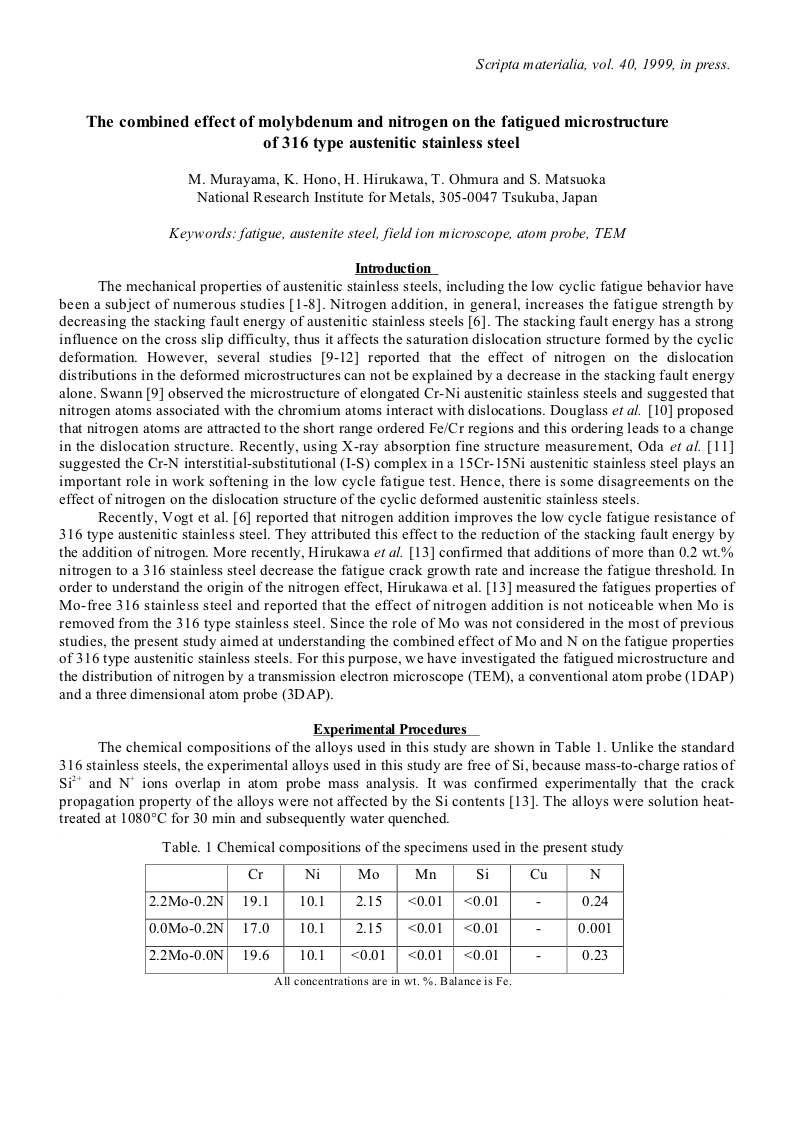 Scripta materialia, vol. 40, 1999, in press.
The combined effect of molybdenum and nitrogen on the fatigued microstructure
of 316 type austenitic stainless steel
M. Murayama, K. Hono, H. Hirukawa, T. Ohmura and S. Matsuoka
National Research Institute for Metals, 305-0047 Tsukuba, Japan
Keywords: fatigue, austenite steel, field ion microscope, atom probe, TEM
Introduction
The mechanical properties of austenitic stainless steels, including the low cyclic fatigue behavior have
been a subject of numerous studies [1-8]. Nitrogen addition, in general, increases the fatigue strength by
decreasing the stacking fault energy of austenitic stainless steels [6]. The stacking fault energy has a strong
influence on the cross slip difficulty, thus it affects the saturation dislocation structure formed by the cyclic
deformation. However, several studies [9-12] reported that the effect of nitrogen on the dislocation
distributions in the deformed microstructures can not be explained by a decrease in the stacking fault energy
alone. Swann [9] observed the microstructure of elongated Cr-Ni austenitic stainless steels and suggested that
nitrogen atoms associated with the chromium atoms interact with dislocations. Douglass et al. [10] proposed
that nitrogen atoms are attracted to the short range ordered Fe/Cr regions and this ordering leads to a change
in the dislocation structure. Recently, using X-ray absorption fine structure measurement, Oda et al. [11]
suggested the Cr-N interstitial-substitutional (I-S) complex in a 15Cr-15Ni austenitic stainless steel plays an
important role in work softening in the low cycle fatigue test. Hence, there is some disagreements on the
effect of nitrogen on the dislocation structure of the cyclic deformed austenitic stainless steels.
Recently, Vogt et al. [6] reported that nitrogen addition improves the low cycle fatigue resistance of
316 type austenitic stainless steel. They attributed this effect to the reduction of the stacking fault energy by
the addition of nitrogen. More recently, Hirukawa et al. [13] confirmed that additions of more than 0.2 wt.%
nitrogen to a 316 stainless steel decrease the fatigue crack growth rate and increase the fatigue threshold. In
order to understand the origin of the nitrogen effect, Hirukawa et al. [13] measured the fatigues properties of
Mo-free 316 stainless steel and reported that the effect of nitrogen addition is not noticeable when Mo is
removed from the 316 type stainless steel. Since the role of Mo was not considered in the most of previous
studies, the present study aimed at understanding the combined effect of Mo and N on the fatigue properties
of 316 type austenitic stainless steels. For this purpose, we have investigated the fatigued microstructure and
the distribution of nitrogen by a transmission electron microscope (TEM), a conventional atom probe (1DAP)
and a three dimensional atom probe (3DAP).
Experimental Procedures
The chemical compositions of the alloys used in this study are shown in Table 1. Unlike the standard
316 stainless steels, the experimental alloys used in this study are free of Si, because mass-to-charge ratios of
Si²⁺ and N⁺ ions overlap in atom probe mass analysis. It was confirmed experimentally that the crack
propagation property of the alloys were not affected by the Si contents [13]. The alloys were solution heat-
treated at 1080°C for 30 min and subsequently water quenched.
Table. 1 Chemical compositions of the specimens used in the present study
Cr Ni Mo Mn Si Cu N
2.2Mo-0.2N 19.1 10.1 2.15 <0.01 <0.01 - 0.24
0.0Mo-0.2N 17.0 10.1 2.15 <0.01 <0.01 - 0.001
2.2Mo-0.0N 19.6 10.1 <0.01 <0.01 <0.01 - 0.23
All concentrations are in wt. %. Balance is Fe.